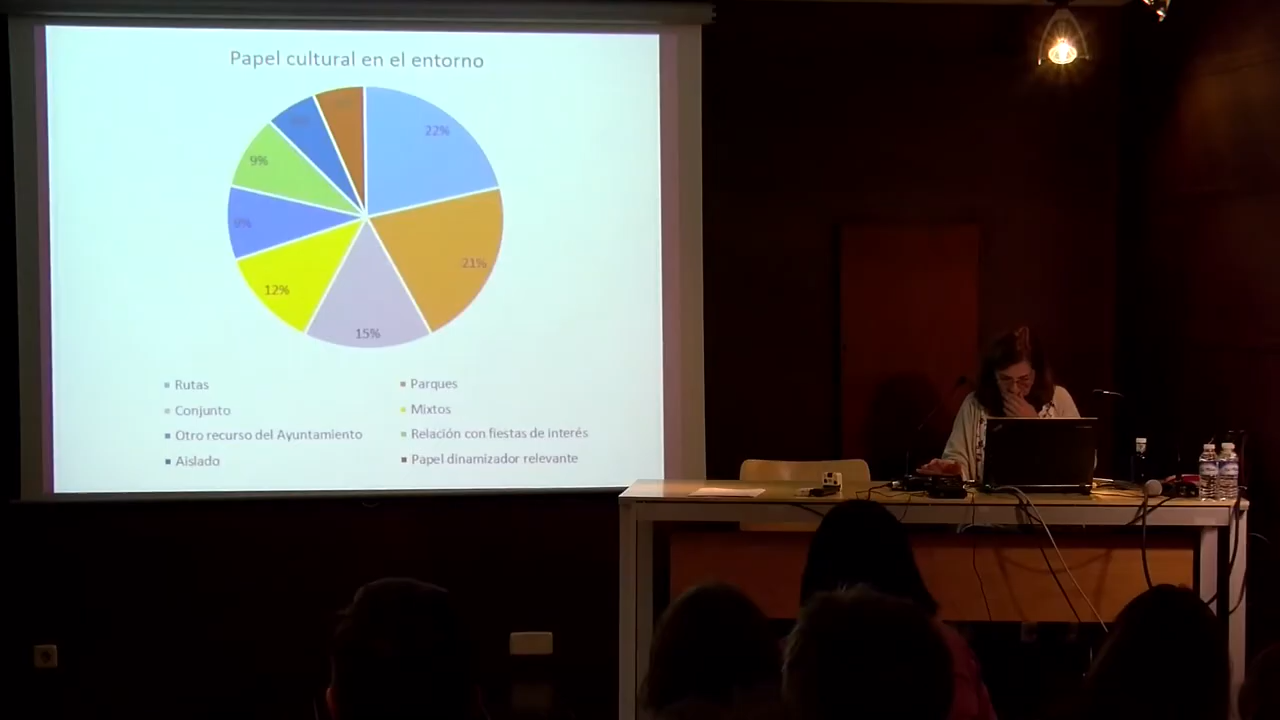 Papel cultural en el entorno
22%
21%
15%
12%
9%
Rutas
Parques
Conjunto
Mixtos
Otro recurso del Ayuntamiento
Relación con fiestas de interés
Aislado
Papel dinamizador relevante